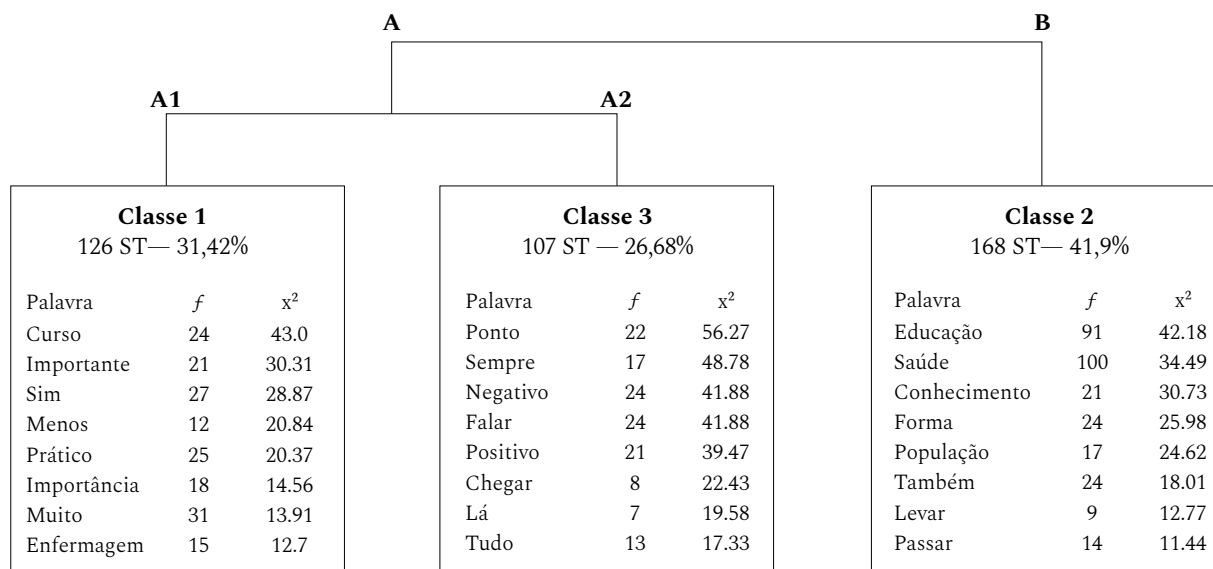 A B
A1 A2
Classe 1
126 ST— 31,42%
Palavra f x²
Curso 24 43.0
Importante 21 30.31
Sim 27 28.87
Menos 12 20.84
Prático 25 20.37
Importância 18 14.56
Muito 31 13.91
Enfermagem 15 12.7
Classe 3
107 ST — 26,68%
Palavra f x²
Ponto 22 56.27
Sempre 17 48.78
Negativo 24 41.88
Falar 24 41.88
Positivo 21 39.47
Chegar 8 22.43
Lá 7 19.58
Tudo 13 17.33
Classe 2
168 ST— 41,9%
Palavra f x²
Educação 91 42.18
Saúde 100 34.49
Conhecimento 21 30.73
Forma 24 25.98
População 17 24.62
Também 24 18.01
Levar 9 12.77
Passar 14 11.44